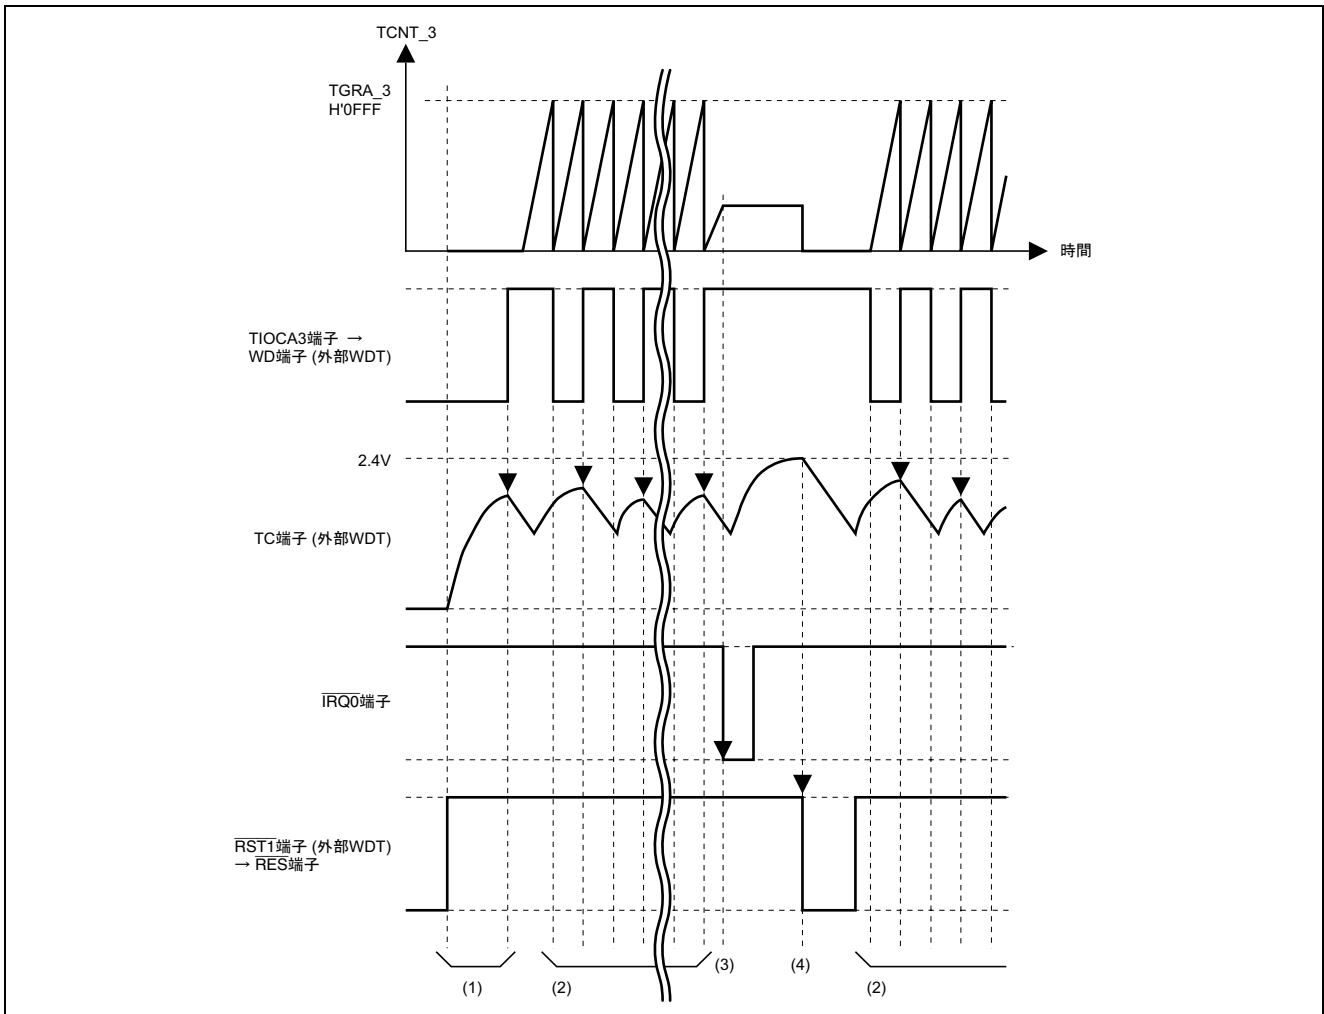 TCNT_3
TGRA_3
H'0FFF
時間
TIOCA3端子 →
WD端子 (外部WDT)
2.4V
TC端子 (外部WDT)
IRQ0端子
RST1端子 (外部WDT)
→ RES端子
(1)
(2)
(3)
(4)
(2)